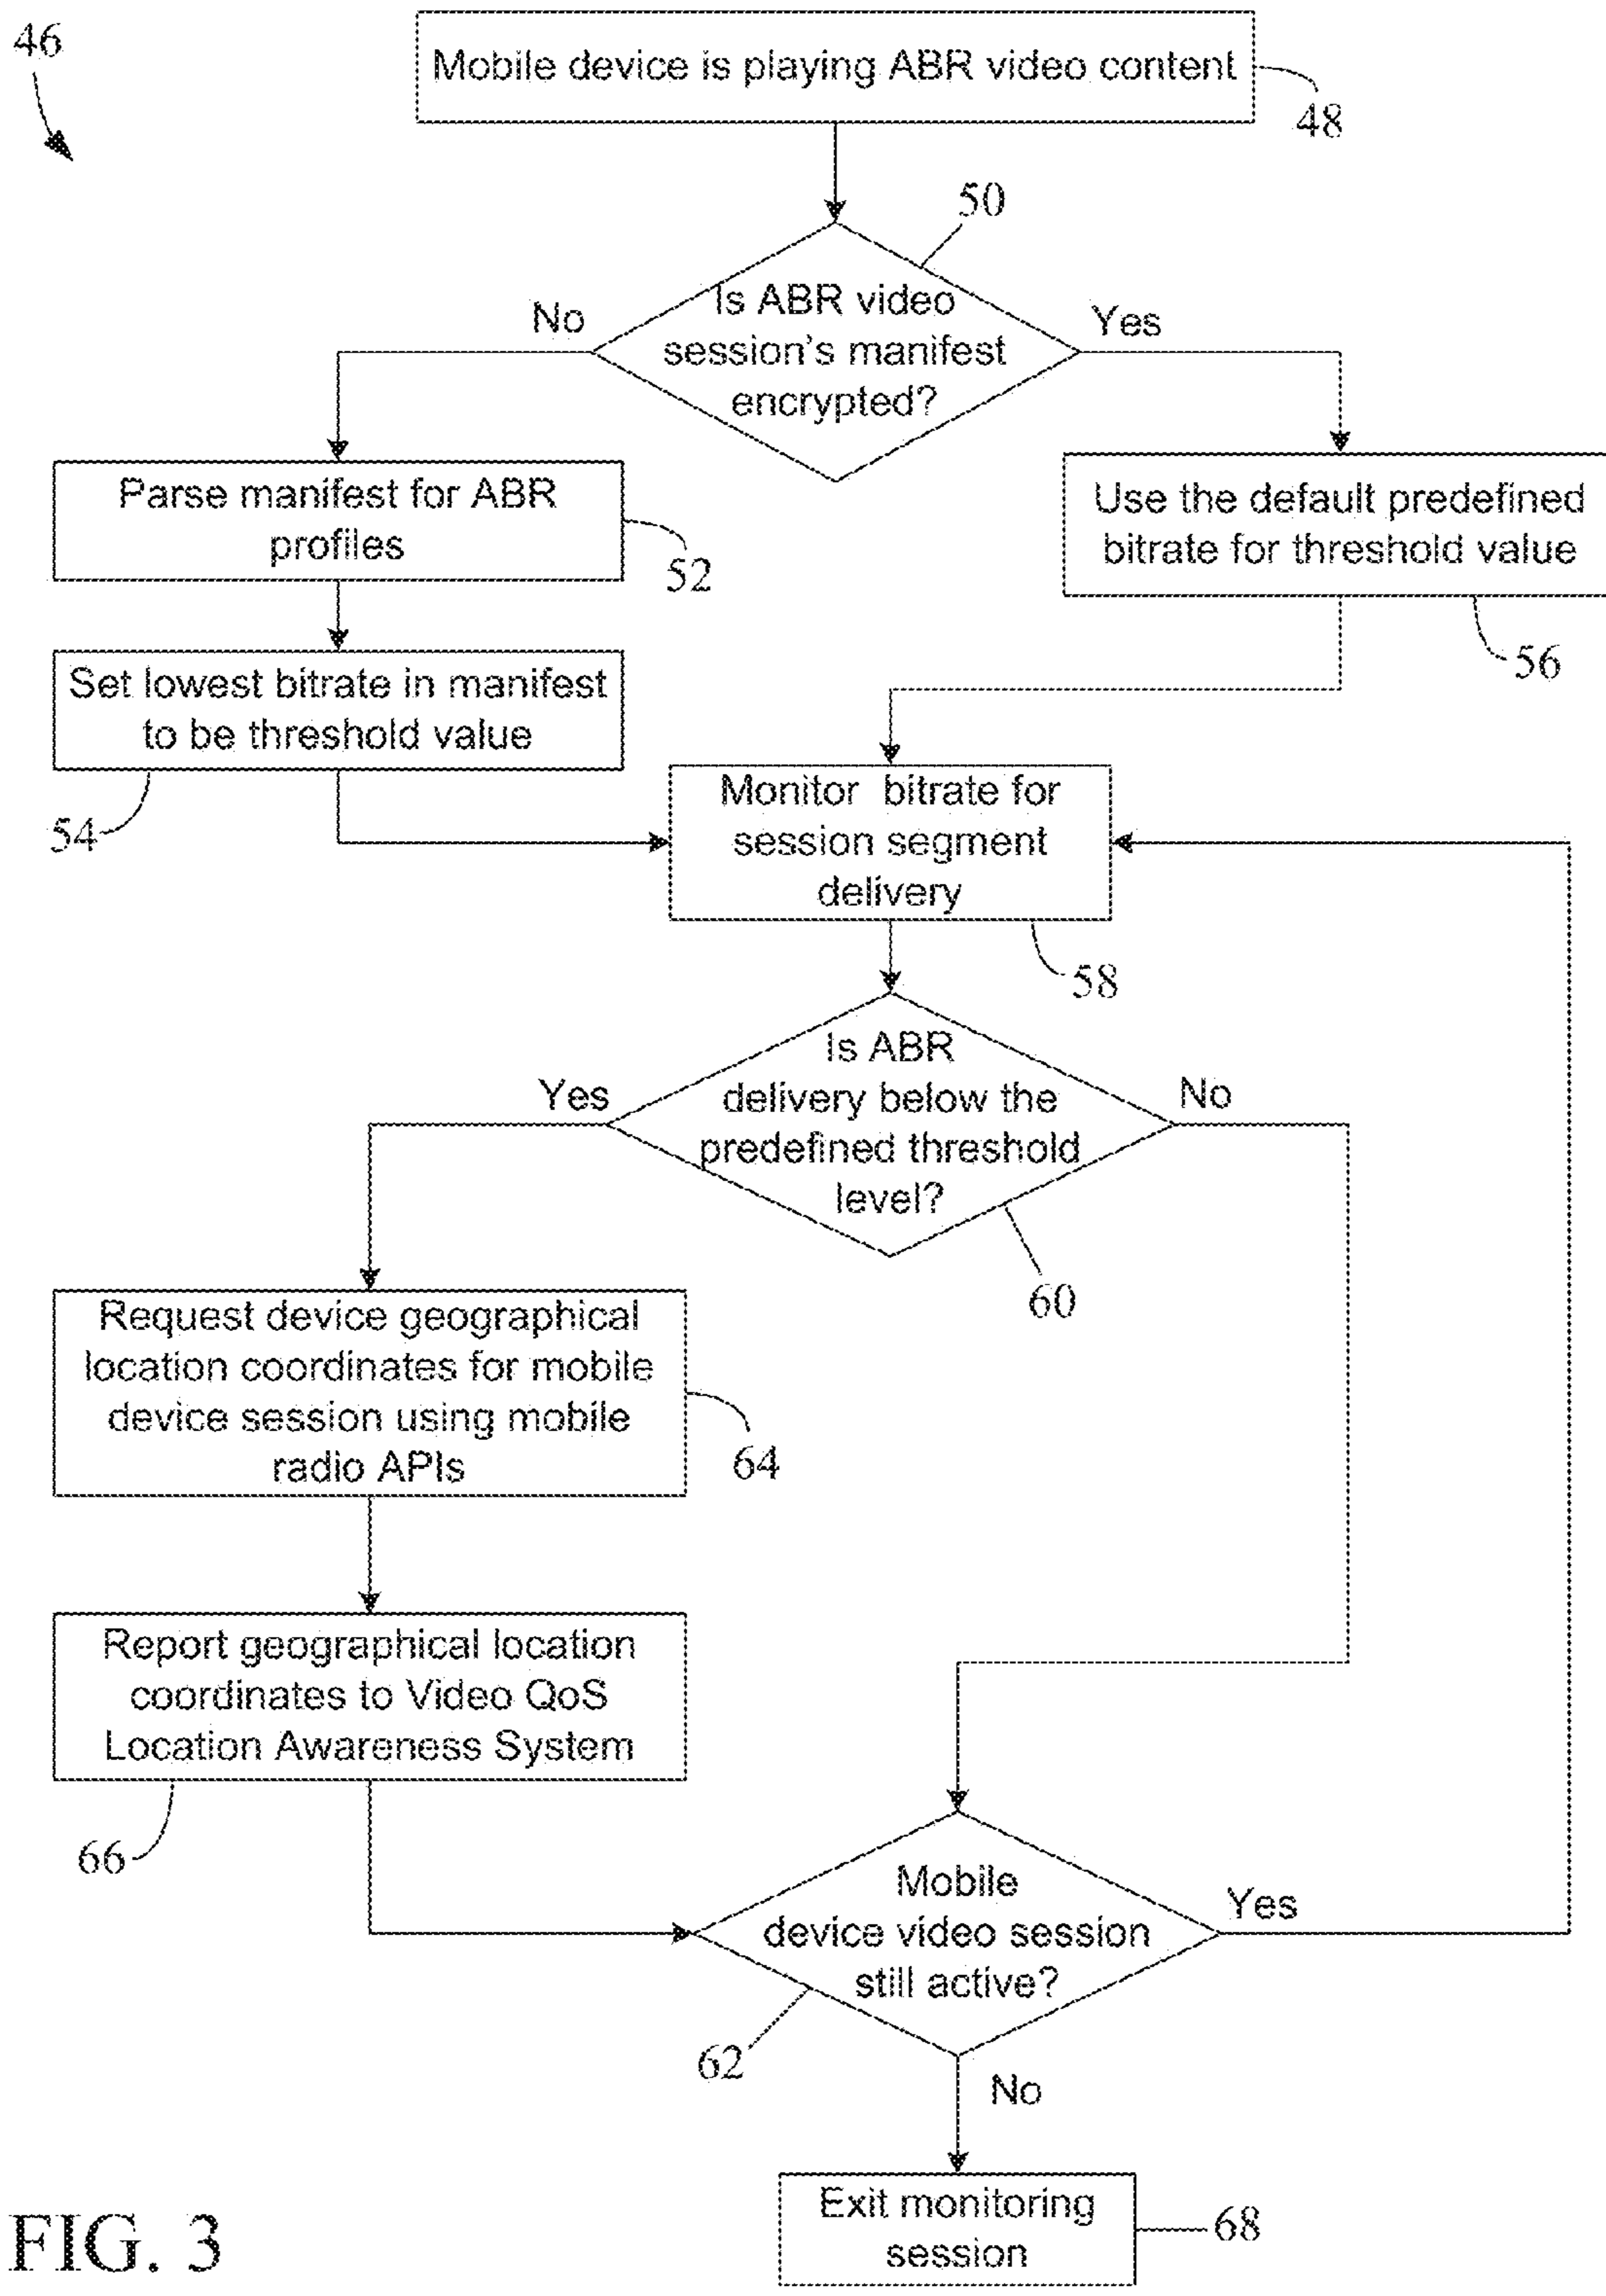 46
Mobile device is playing ABR video content
48
50
Is ABR video
session's manifest
encrypted?
No
Yes
Parse manifest for ABR
profiles
52
Use the default predefined
bitrate for threshold value
56
Set lowest bitrate in manifest
to be threshold value
54
Monitor bitrate for
session segment
delivery
58
Is ABR
delivery below the
predefined threshold
level?
Yes
No
60
Request device geographical
location coordinates for mobile
device session using mobile
radio APIs
64
Report geographical location
coordinates to Video QoS
Location Awareness System
66
Mobile
device video session
still active?
Yes
62
No
Exit monitoring
session
68
FIG. 3